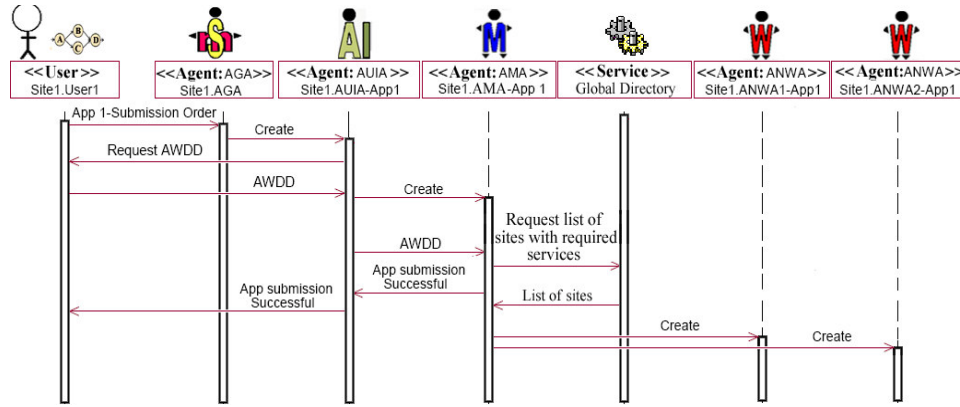 A
B
C
D
S
AI
M
W
W
<<User>>
Site1.User1
<<Agent: AGA>>
Site1.AGA
<<Agent: AUIA >>
Site1.AUIA-App1
<<Agent: AMA>>
Site1.AMA-App 1
<<Service>>
Global Directory
<<Agent: ANWA>>
Site1.ANWA1-App1
<<Agent: ANWA>>
Site1.ANWA2-App1
App 1-Submission Order
Create
Request AWDD
AWDD
Create
Request list of
sites with required
services
AWDD
App submission
Successful
App submission
Successful
List of sites
Create
Create